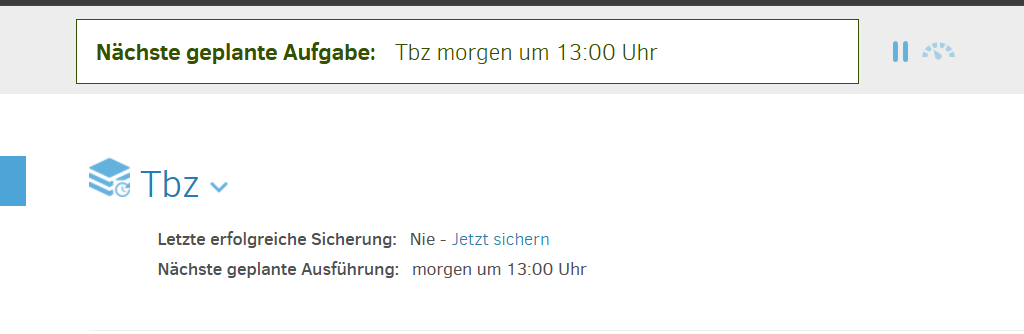 Nächste geplante Aufgabe: Tbz morgen um 13:00 Uhr
Tbz
Letzte erfolgreiche Sicherung: Nie - Jetzt sichern
Nächste geplante Ausführung: morgen um 13:00 Uhr